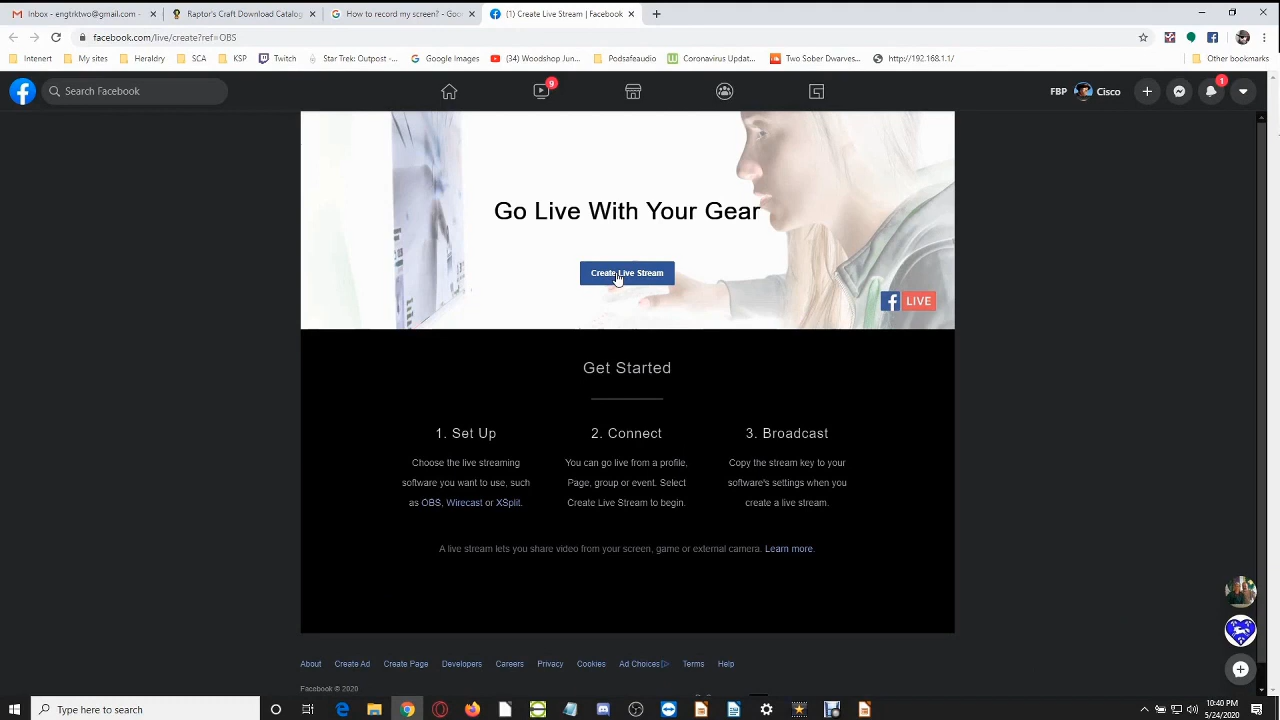 Inbox - engtrktwo@gmail.com -
Raptor's Craft Download Catalog
How to record my screen? - Goo
(1) Create Live Stream | Facebook
facebook.com/live/create?ref=OBS
Intenert
My sites
Heraldry
SCA
KSP
Twitch
Star Trek: Outpost -...
Google Images
(34) Woodshop Jun...
Podsafeaudio
Coronavirus Updat...
Two Sober Dwarves...
http://192.168.1.1/
Other bookmarks
Search Facebook
9
FBP
Cisco
1
Go Live With Your Gear
Create Live Stream
LIVE
Get Started
1. Set Up
Choose the live streaming
software you want to use, such
as OBS, Wirecast or XSplit.
2. Connect
You can go live from a profile,
Page, group or event. Select
Create Live Stream to begin.
3. Broadcast
Copy the stream key to your
software's settings when you
create a live stream.
A live stream lets you share video from your screen, game or external camera. Learn more.
About
Create Ad
Create Page
Developers
Careers
Privacy
Cookies
Ad Choices
Terms
Help
Facebook © 2020
Type here to search
10:40 PM
5/24/2020